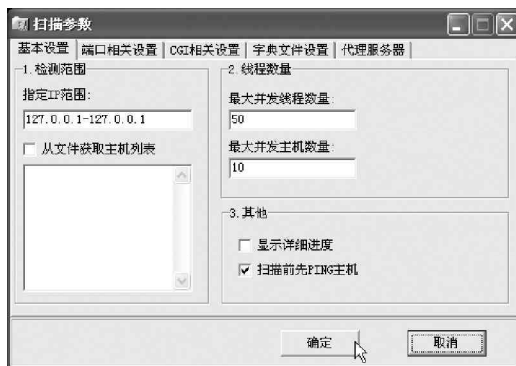 扫描参数
基本设置 端口相关设置 CGI相关设置 字典文件设置 代理服务器
1.检测范围
指定IP范围:
127.0.0.1-127.0.0.1
从文件获取主机列表
2.线程数量
最大并发线程数量:
50
最大并发主机数量:
10
3.其他
显示详细进度
扫描前先PING主机
确定
取消